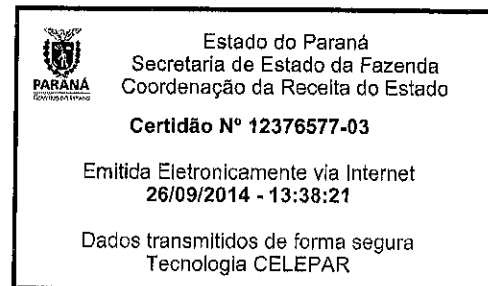 Estado do Paraná
Secretaria de Estado da Fazenda
Coordenação da Receita do Estado
PARANÁ
Certidão Nº 12376577-03
Emitida Eletronicamente via Internet
26/09/2014 - 13:38:21
Dados transmitidos de forma segura
Tecnologia CELEPAR